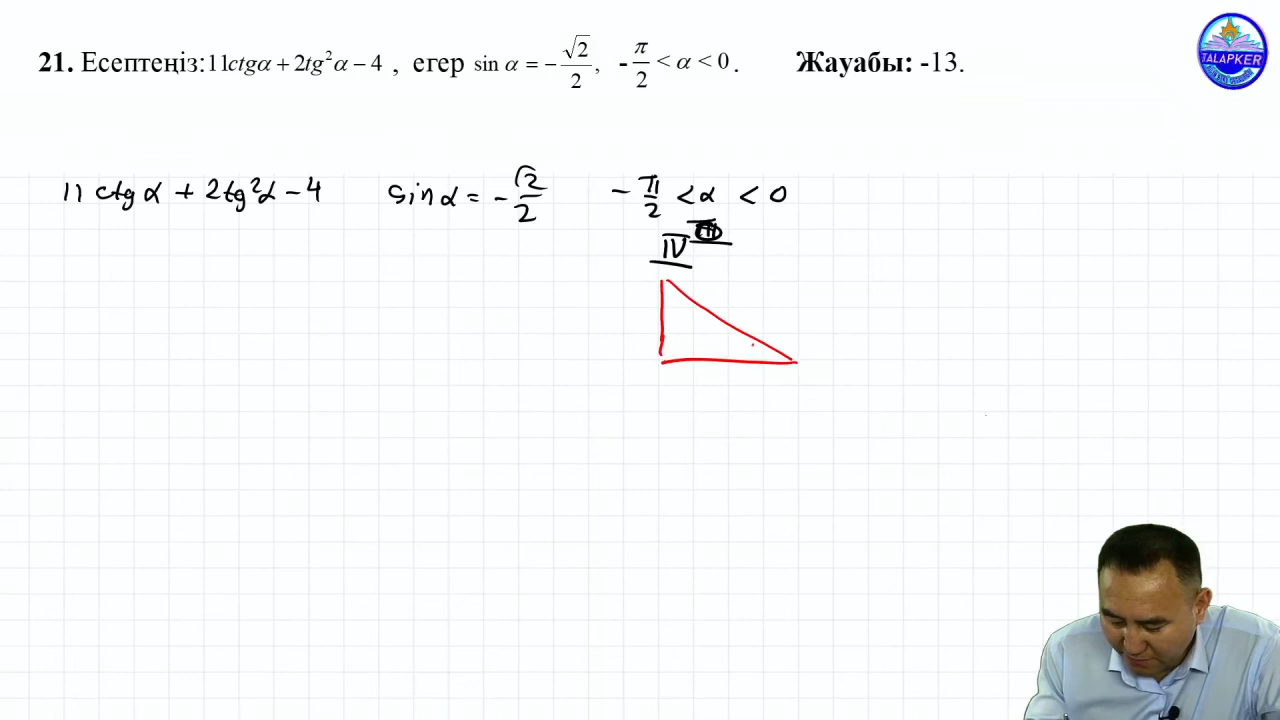 21. Есептеңіз: 11ctgα + 2tg²α − 4 , егер sin α = −√2/2, -π/2 < α < 0. Жауабы: -13.
TALAPKER
11 ctg α + 2tg²α − 4 sin α = −√2/2 − π/2 < α < 0
IV